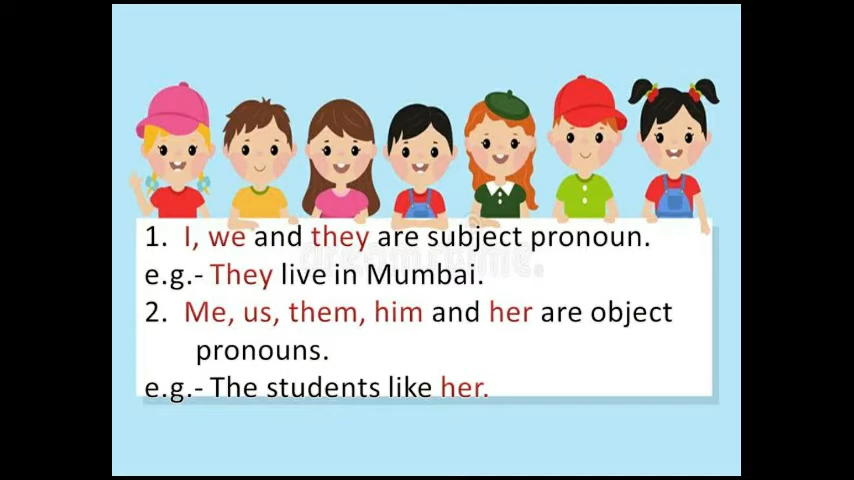 1. I, we and they are subject pronoun.
e.g.- They live in Mumbai.
2. Me, us, them, him and her are object
pronouns.
e.g.- The students like her.